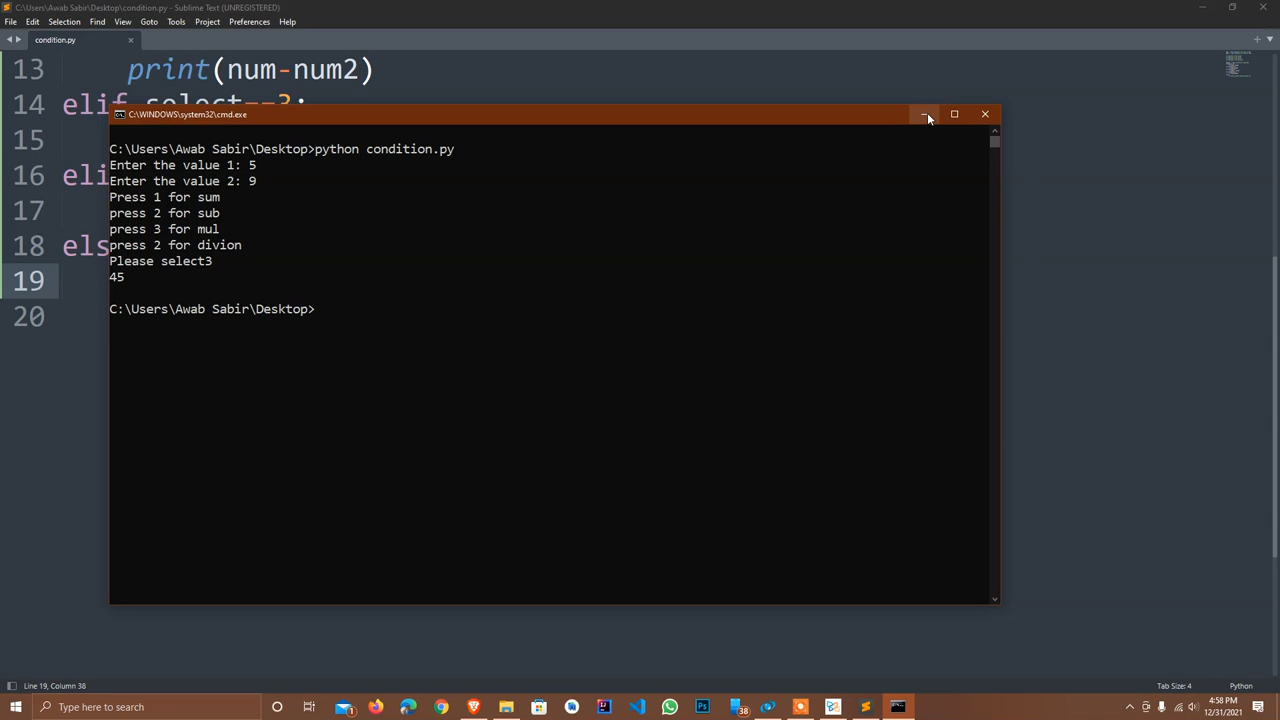 C:\Users\Awab Sabir\Desktop\condition.py - Sublime Text (UNREGISTERED)
File Edit Selection Find View Goto Tools Project Preferences Help
condition.py
13 print(num-num2)
14 elif select==3:
C:\WINDOWS\system32\cmd.exe
C:\Users\Awab Sabir\Desktop>python condition.py
15
Enter the value 1: 5
16 eli
Enter the value 2: 9
Press 1 for sum
17
press 2 for sub
press 3 for mul
18 els
press 2 for divion
Please select3
19
45
C:\Users\Awab Sabir\Desktop>
20
Line 19, Column 38
Tab Size: 4
Python
Type here to search
1
38
4:58 PM
12/31/2021